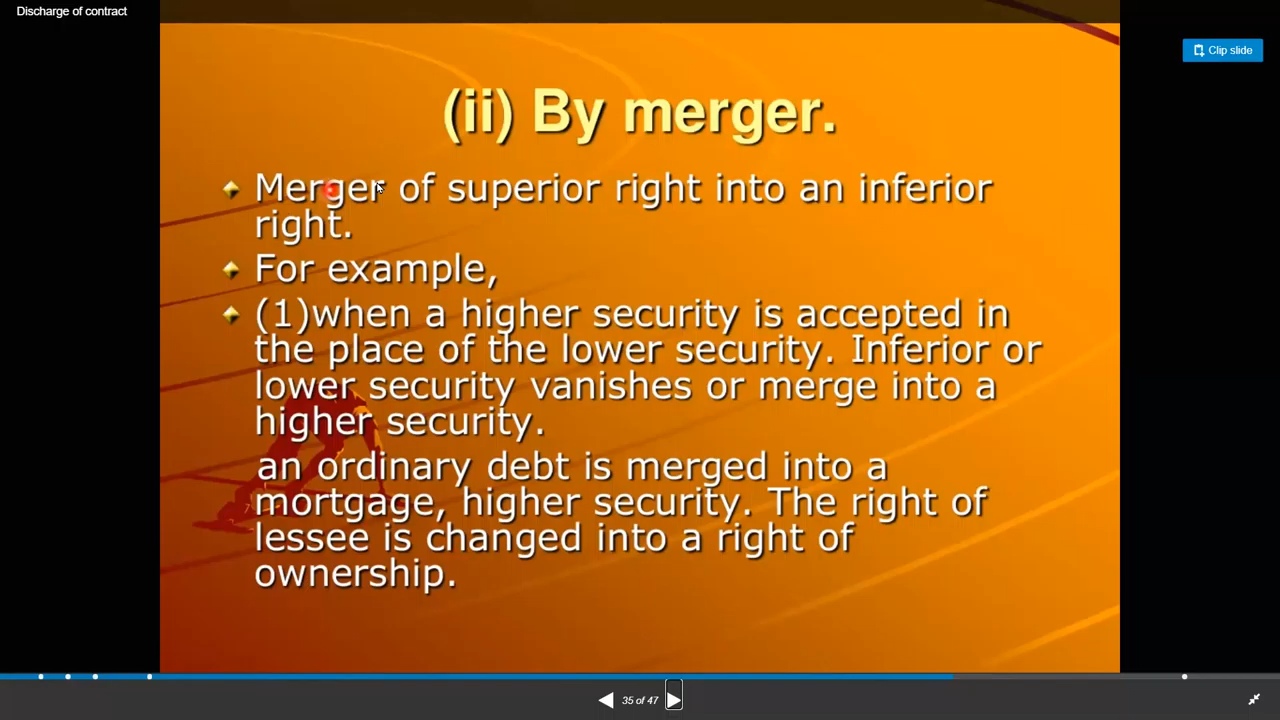 Discharge of contract
Clip slide
(ii) By merger.
Merger of superior right into an inferior
right.
For example,
(1)when a higher security is accepted in
the place of the lower security. Inferior or
lower security vanishes or merge into a
higher security.
an ordinary debt is merged into a
mortgage, higher security. The right of
lessee is changed into a right of
ownership.
35 of 47